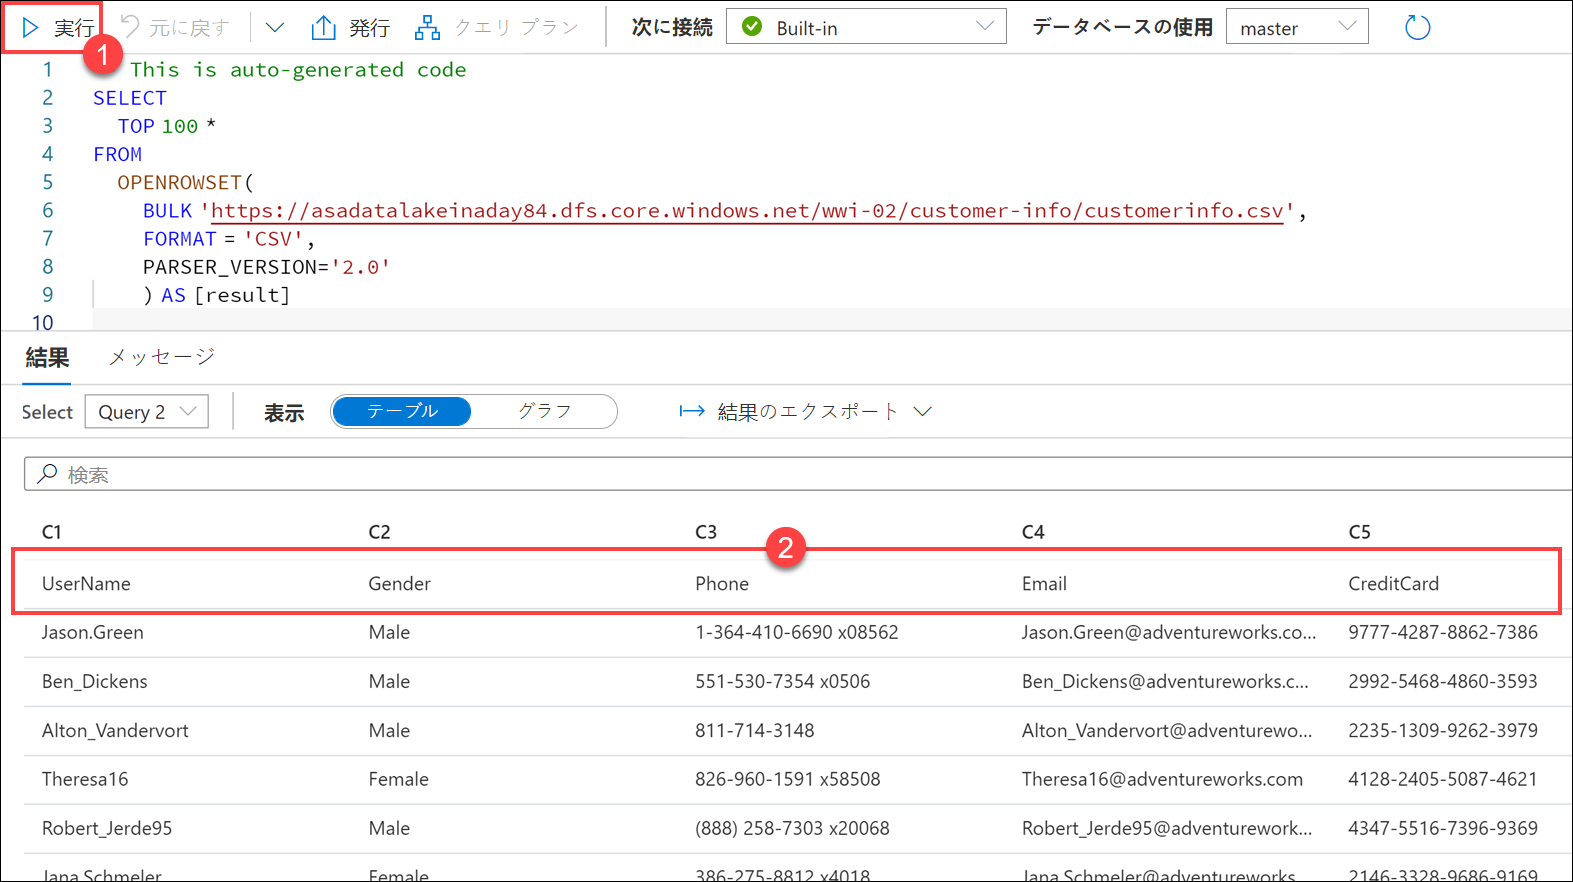 実行 元に戻す 発行 クエリ プラン 次に接続 Built-in データベースの使用 master
1
1 This is auto-generated code
2 SELECT
3 TOP 100 *
4 FROM
5 OPENROWSET(
6 BULK 'https://asadatalakeinaday84.dfs.core.windows.net/wwi-02/customer-info/customerinfo.csv',
7 FORMAT = 'CSV',
8 PARSER_VERSION='2.0'
9 ) AS [result]
10
結果 メッセージ
Select Query 2 表示 テーブル グラフ 結果のエクスポート
検索
C1 C2 C3 C4 C5
2
UserName Gender Phone Email CreditCard
Jason.Green Male 1-364-410-6690 x08562 Jason.Green@adventureworks.co... 9777-4287-8862-7386
Ben_Dickens Male 551-530-7354 x0506 Ben_Dickens@adventureworks.c... 2992-5468-4860-3593
Alton_Vandervort Male 811-714-3148 Alton_Vandervort@adventurewo... 2235-1309-9262-3979
Theresa16 Female 826-960-1591 x58508 Theresa16@adventureworks.com 4128-2405-5087-4621
Robert_Jerde95 Male (888) 258-7303 x20068 Robert_Jerde95@adventurework... 4347-5516-7396-9369
Jana.Schmeler Female 386-275-8812 x4018 Jana.Schmeler@adventureworks... 2146-3328-9686-9169